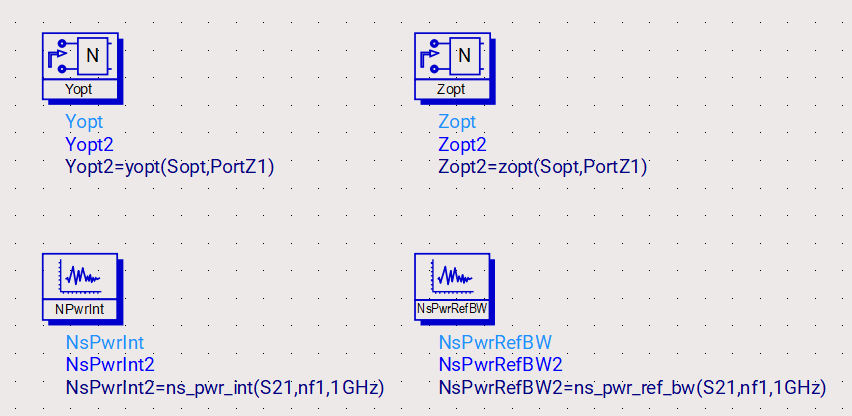 N
Yopt
Yopt
Yopt2
Yopt2=yopt(Sopt,PortZ1)
N
Zopt
Zopt
Zopt2
Zopt2=zopt(Sopt,PortZ1)
NPwrInt
NsPwrInt
NsPwrInt2
NsPwrInt2=ns_pwr_int(S21,nf1,1GHz)
NsPwrRefBW
NsPwrRefBW
NsPwrRefBW2
NsPwrRefBW2=ns_pwr_ref_bw(S21,nf1,1GHz)